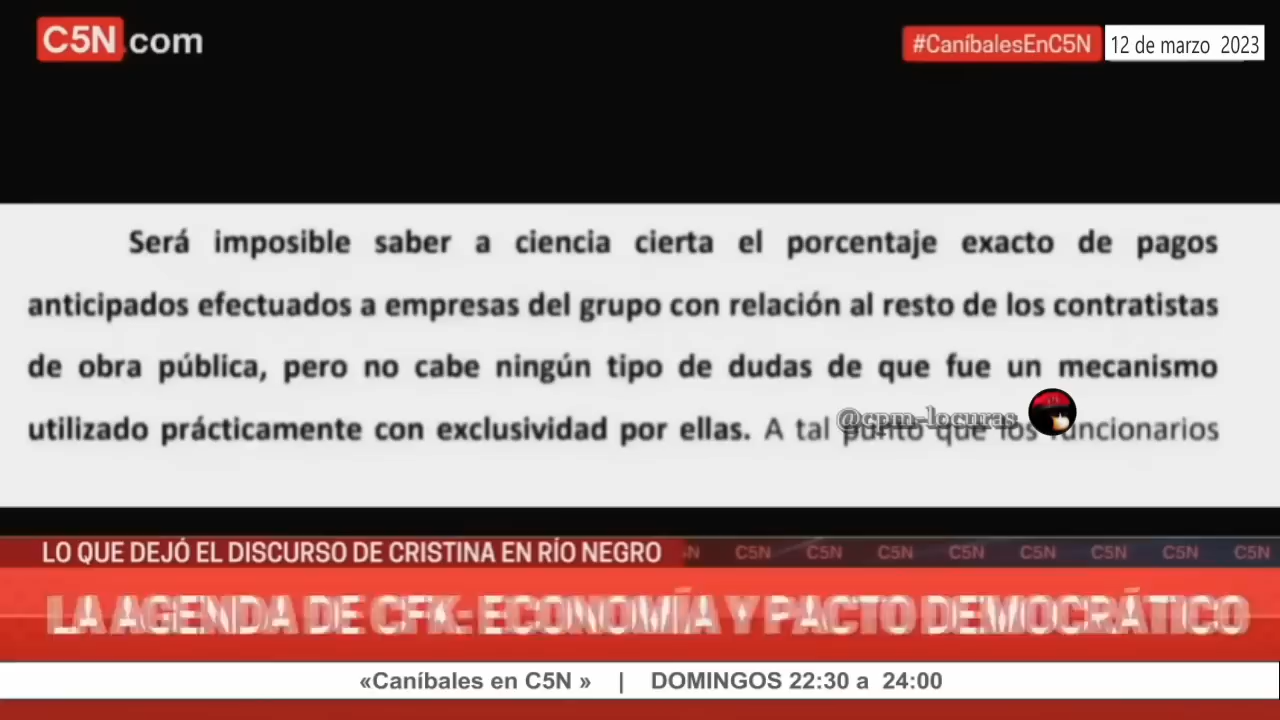 C5N.com
#CaníbalesEnC5N 12 de marzo 2023
Será imposible saber a ciencia cierta el porcentaje exacto de pagos
anticipados efectuados a empresas del grupo con relación al resto de los contratistas
de obra pública, pero no cabe ningún tipo de dudas de que fue un mecanismo
utilizado prácticamente con exclusividad por ellas. A tal punto que los funcionarios
@cpm-locuras
LO QUE DEJÓ EL DISCURSO DE CRISTINA EN RÍO NEGRO
C5N C5N C5N C5N C5N C5N C5N C5N
LA AGENDA DE CFK: ECONOMÍA Y PACTO DEMOCRÁTICO
«Caníbales en C5N » | DOMINGOS 22:30 a 24:00